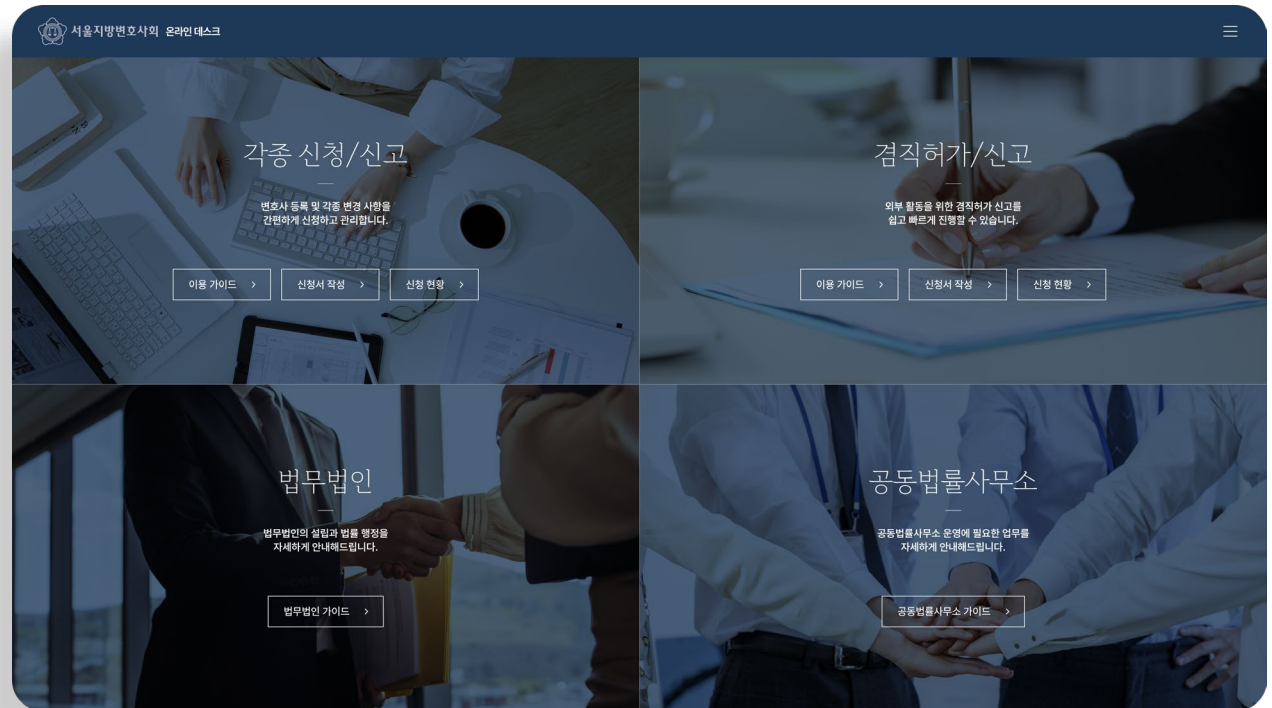 서울지방변호사회 온라인 데스크
각종 신청/신고
변호사 등록 및 각종 변경 사항을
간편하게 신청하고 관리합니다.
이용 가이드 >
신청서 작성 >
신청 현황 >
겸직허가/신고
외부 활동을 위한 겸직허가 신고를
쉽고 빠르게 진행할 수 있습니다.
이용 가이드 >
신청서 작성 >
신청 현황 >
법무법인
법무법인의 설립과 법률 행정을
자세하게 안내해드립니다.
법무법인 가이드 >
공동법률사무소
공동법률사무소 운영에 필요한 업무를
자세하게 안내해드립니다.
공동법률사무소 가이드 >